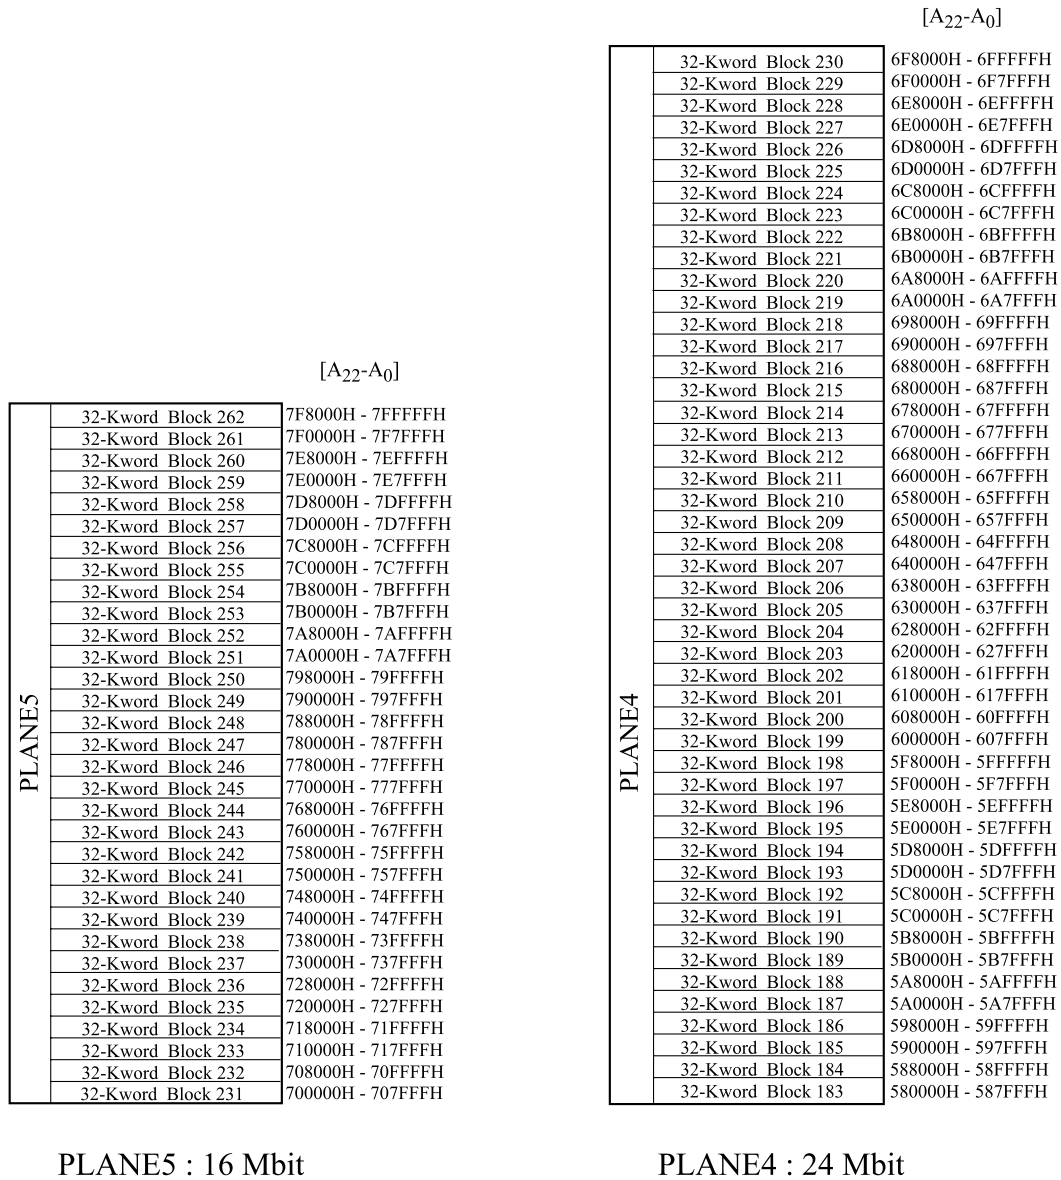 [A22-A0]
PLANE5
32-Kword Block 262 7F8000H - 7FFFFFH
32-Kword Block 261 7F0000H - 7F7FFFH
32-Kword Block 260 7E8000H - 7EFFFFH
32-Kword Block 259 7E0000H - 7E7FFFH
32-Kword Block 258 7D8000H - 7DFFFFH
32-Kword Block 257 7D0000H - 7D7FFFH
32-Kword Block 256 7C8000H - 7CFFFFH
32-Kword Block 255 7C0000H - 7C7FFFH
32-Kword Block 254 7B8000H - 7BFFFFH
32-Kword Block 253 7B0000H - 7B7FFFH
32-Kword Block 252 7A8000H - 7AFFFFH
32-Kword Block 251 7A0000H - 7A7FFFH
32-Kword Block 250 798000H - 79FFFFH
32-Kword Block 249 790000H - 797FFFH
32-Kword Block 248 788000H - 78FFFFH
32-Kword Block 247 780000H - 787FFFH
32-Kword Block 246 778000H - 77FFFFH
32-Kword Block 245 770000H - 777FFFH
32-Kword Block 244 768000H - 76FFFFH
32-Kword Block 243 760000H - 767FFFH
32-Kword Block 242 758000H - 75FFFFH
32-Kword Block 241 750000H - 757FFFH
32-Kword Block 240 748000H - 74FFFFH
32-Kword Block 239 740000H - 747FFFH
32-Kword Block 238 738000H - 73FFFFH
32-Kword Block 237 730000H - 737FFFH
32-Kword Block 236 728000H - 72FFFFH
32-Kword Block 235 720000H - 727FFFH
32-Kword Block 234 718000H - 71FFFFH
32-Kword Block 233 710000H - 717FFFH
32-Kword Block 232 708000H - 70FFFFH
32-Kword Block 231 700000H - 707FFFH
PLANE5 : 16 Mbit
[A22-A0]
PLANE4
32-Kword Block 230 6F8000H - 6FFFFFH
32-Kword Block 229 6F0000H - 6F7FFFH
32-Kword Block 228 6E8000H - 6EFFFFH
32-Kword Block 227 6E0000H - 6E7FFFH
32-Kword Block 226 6D8000H - 6DFFFFH
32-Kword Block 225 6D0000H - 6D7FFFH
32-Kword Block 224 6C8000H - 6CFFFFH
32-Kword Block 223 6C0000H - 6C7FFFH
32-Kword Block 222 6B8000H - 6BFFFFH
32-Kword Block 221 6B0000H - 6B7FFFH
32-Kword Block 220 6A8000H - 6AFFFFH
32-Kword Block 219 6A0000H - 6A7FFFH
32-Kword Block 218 698000H - 69FFFFH
32-Kword Block 217 690000H - 697FFFH
32-Kword Block 216 688000H - 68FFFFH
32-Kword Block 215 680000H - 687FFFH
32-Kword Block 214 678000H - 67FFFFH
32-Kword Block 213 670000H - 677FFFH
32-Kword Block 212 668000H - 66FFFFH
32-Kword Block 211 660000H - 667FFFH
32-Kword Block 210 658000H - 65FFFFH
32-Kword Block 209 650000H - 657FFFH
32-Kword Block 208 648000H - 64FFFFH
32-Kword Block 207 640000H - 647FFFH
32-Kword Block 206 638000H - 63FFFFH
32-Kword Block 205 630000H - 637FFFH
32-Kword Block 204 628000H - 62FFFFH
32-Kword Block 203 620000H - 627FFFH
32-Kword Block 202 618000H - 61FFFFH
32-Kword Block 201 610000H - 617FFFH
32-Kword Block 200 608000H - 60FFFFH
32-Kword Block 199 600000H - 607FFFH
32-Kword Block 198 5F8000H - 5FFFFFH
32-Kword Block 197 5F0000H - 5F7FFFH
32-Kword Block 196 5E8000H - 5EFFFFH
32-Kword Block 195 5E0000H - 5E7FFFH
32-Kword Block 194 5D8000H - 5DFFFFH
32-Kword Block 193 5D0000H - 5D7FFFH
32-Kword Block 192 5C8000H - 5CFFFFH
32-Kword Block 191 5C0000H - 5C7FFFH
32-Kword Block 190 5B8000H - 5BFFFFH
32-Kword Block 189 5B0000H - 5B7FFFH
32-Kword Block 188 5A8000H - 5AFFFFH
32-Kword Block 187 5A0000H - 5A7FFFH
32-Kword Block 186 598000H - 59FFFFH
32-Kword Block 185 590000H - 597FFFH
32-Kword Block 184 588000H - 58FFFFH
32-Kword Block 183 580000H - 587FFFH
PLANE4 : 24 Mbit